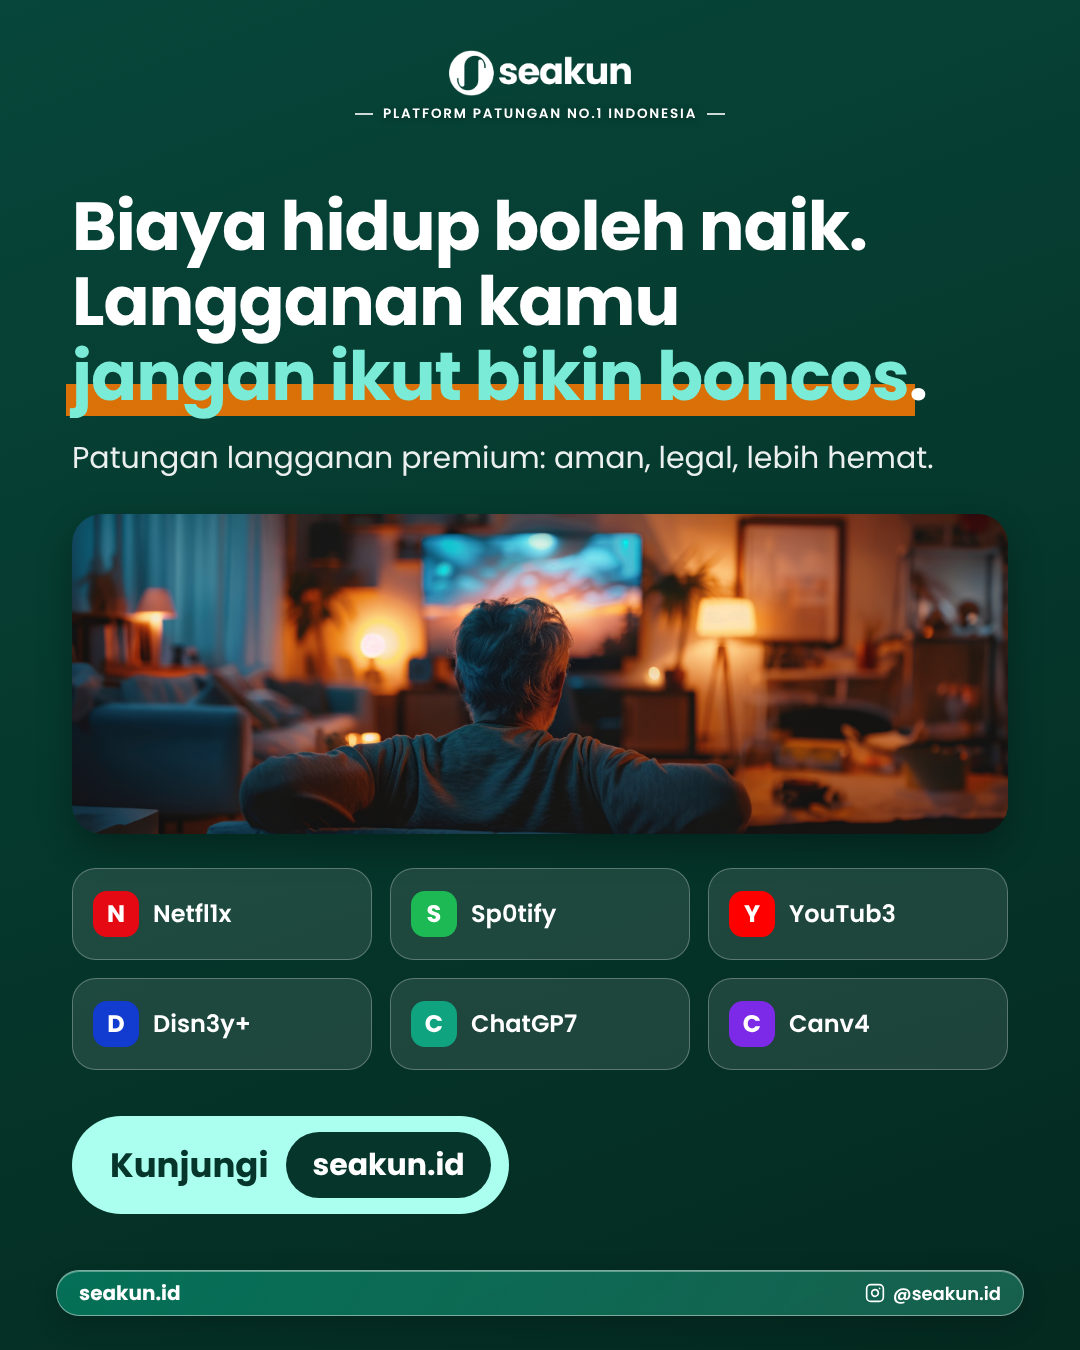 seakun
PLATFORM PATUNGAN NO.1 INDONESIA
Biaya hidup boleh naik.
Langganan kamu
jangan ikut bikin boncos.
Patungan langganan premium: aman, legal, lebih hemat.
N Netfl1x
S Sp0tify
Y YouTub3
D Disn3y+
C ChatGP7
C Canv4
Kunjungi seakun.id
seakun.id
@seakun.id